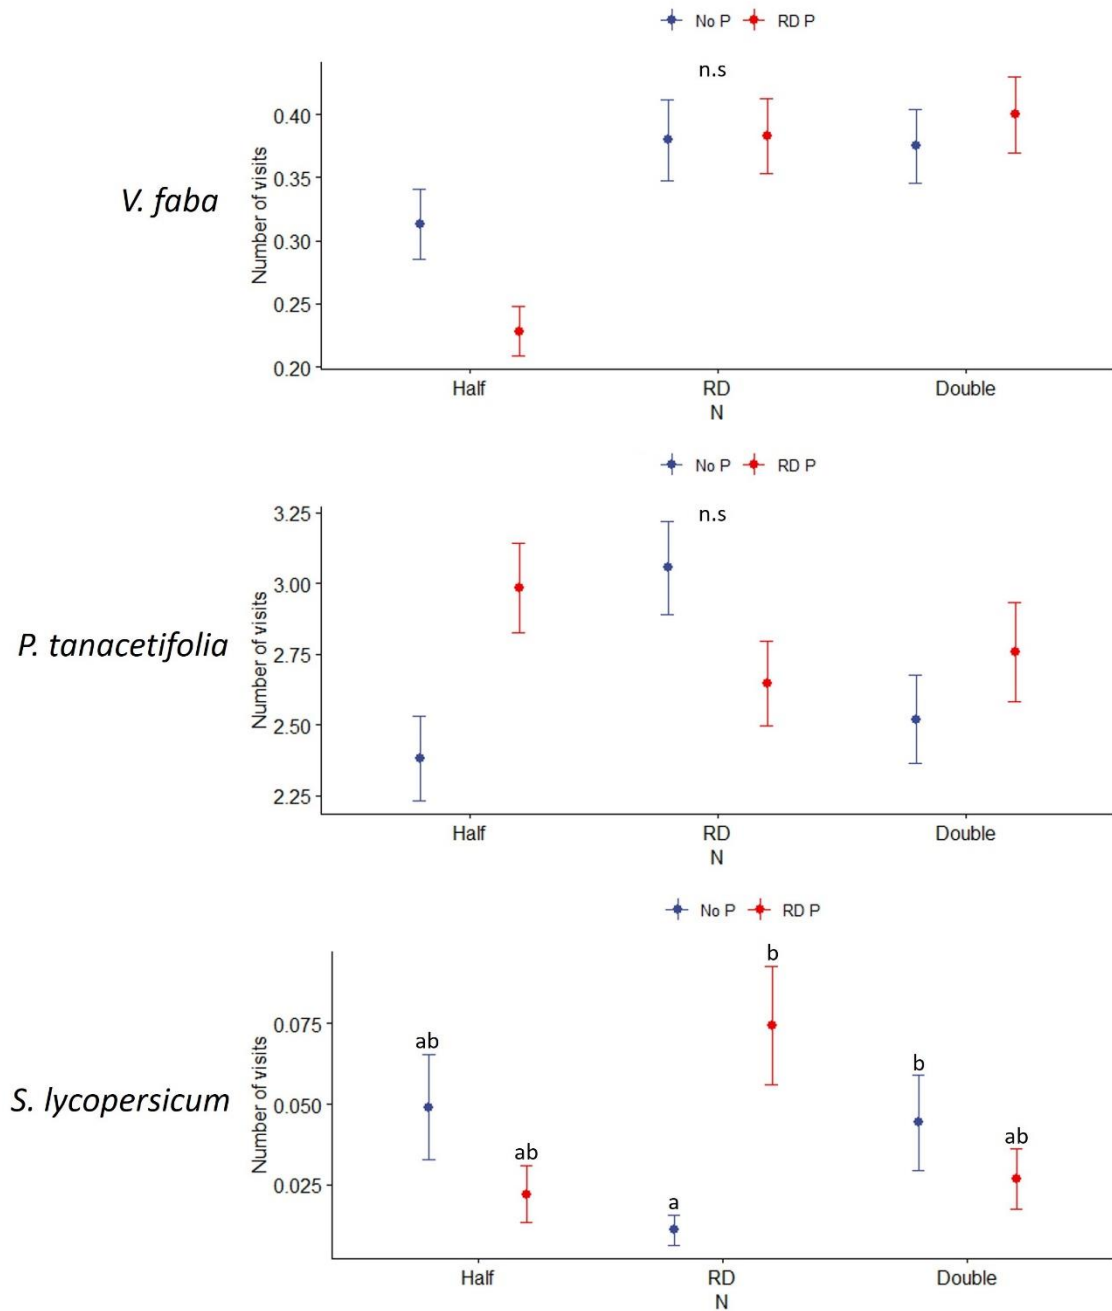 No P RD P
n.s
V. faba
Number of visits
0.40
0.35
0.30
0.25
0.20
Half RD Double
N
No P RD P
n.s
P. tanacetifolia
Number of visits
3.25
3.00
2.75
2.50
2.25
Half RD Double
N
No P RD P
b
ab
b
ab
ab
a
S. lycopersicum
Number of visits
0.075
0.050
0.025
Half RD Double
N